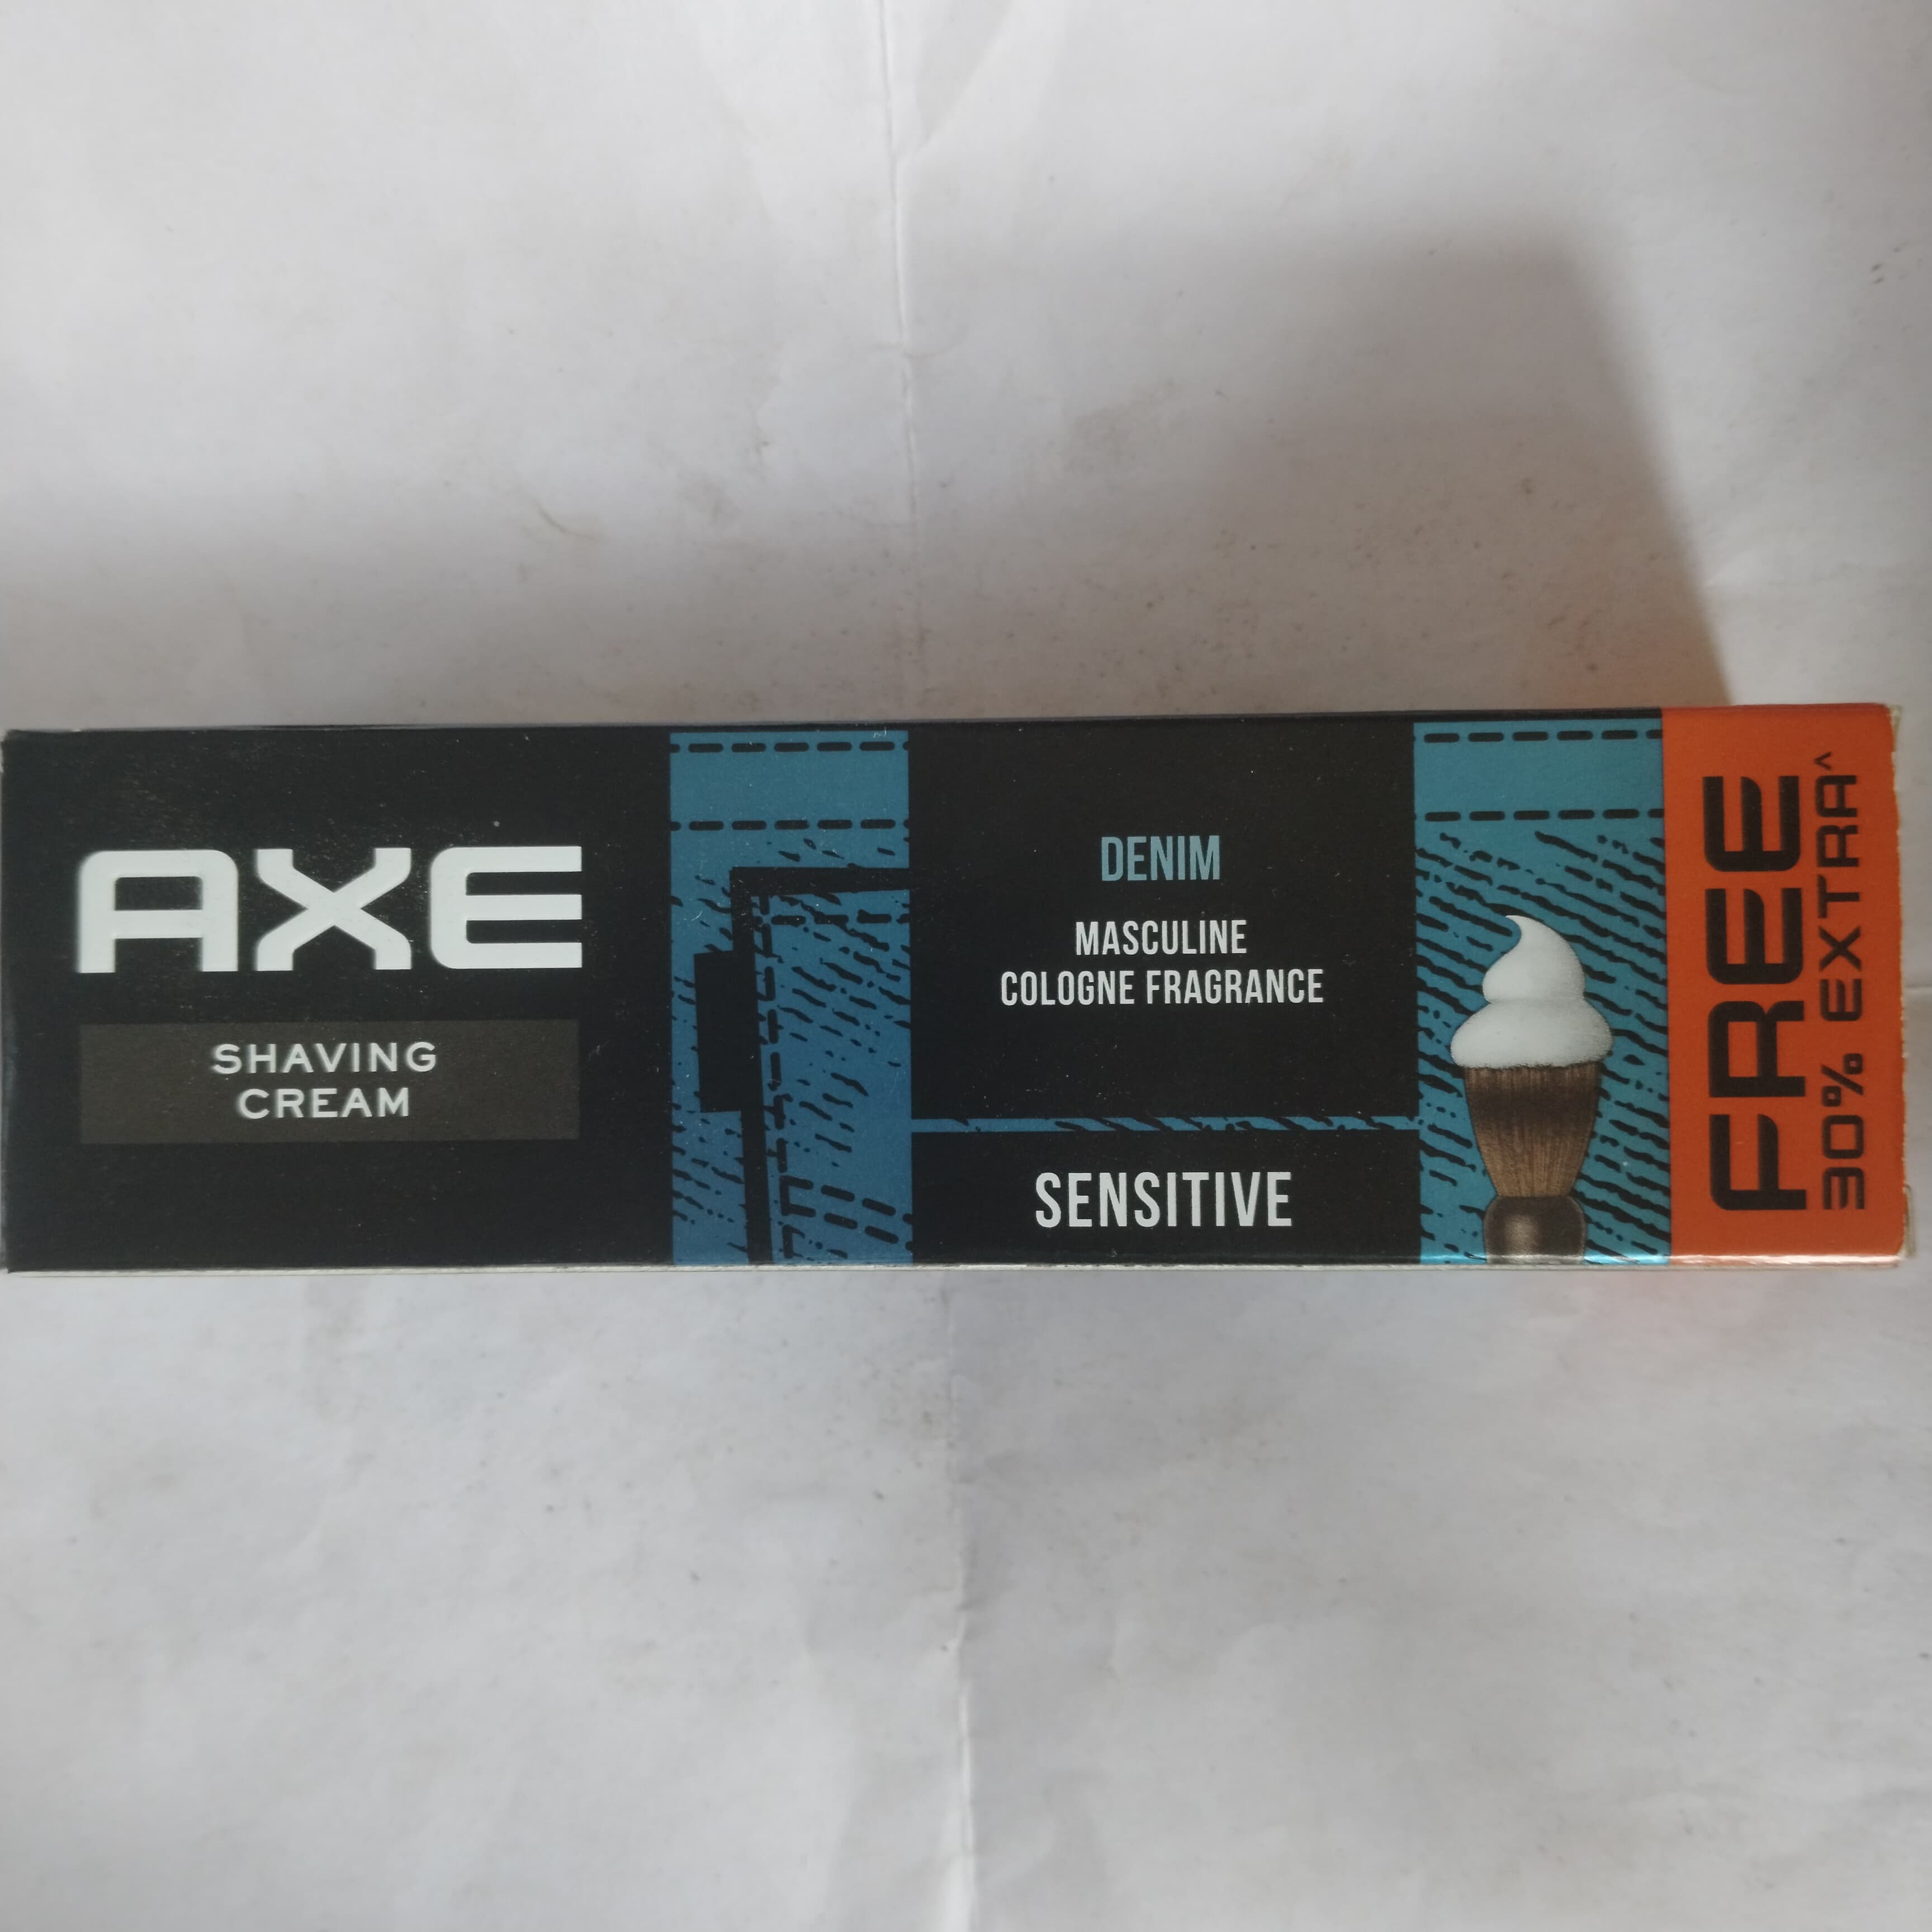 AXE
SHAVING
CREAM
DENIM
MASCULINE
COLOGNE FRAGRANCE
SENSITIVE
FREE
30% EXTRA^